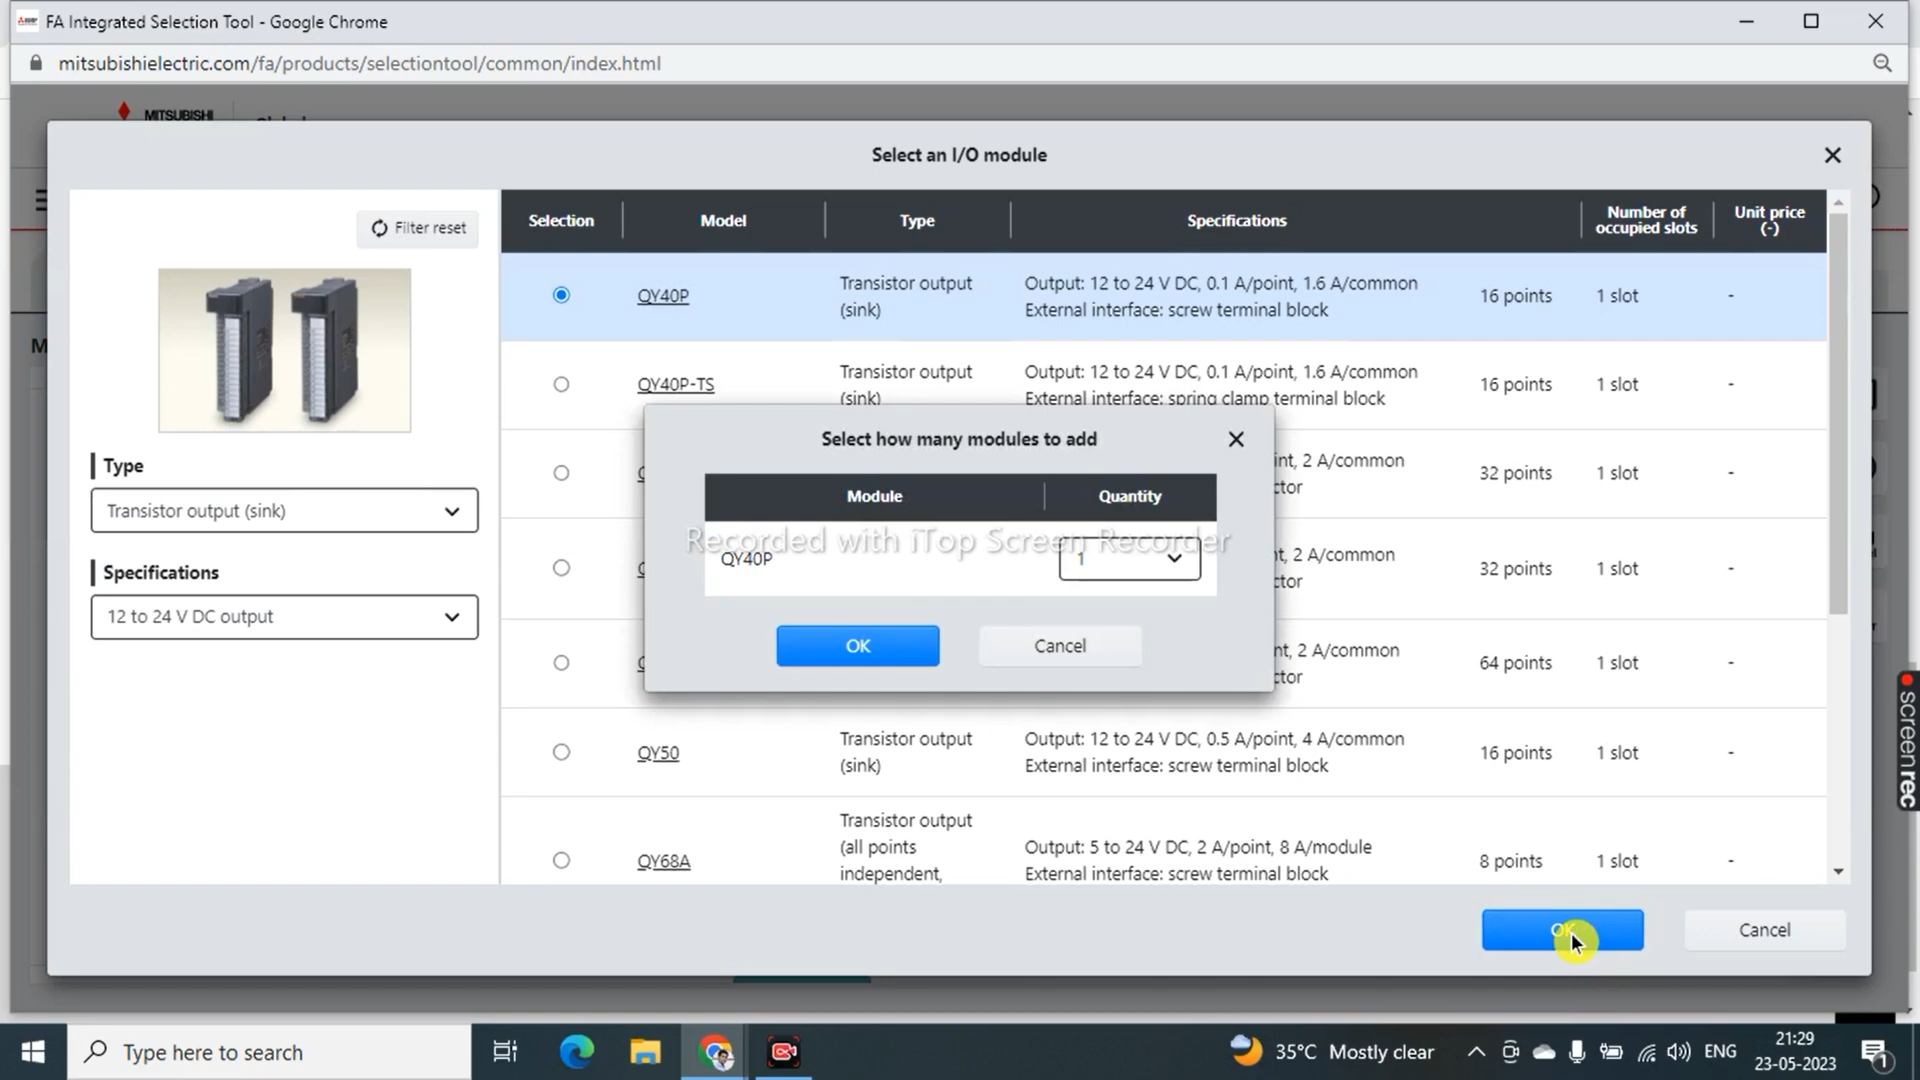 FA Integrated Selection Tool - Google Chrome
mitsubishielectric.com/fa/products/selectiontool/common/index.html
MITSUBISHI
Select an I/O module
Filter reset
Selection Model Type Specifications Number of occupied slots Unit price (-)
QY40P Transistor output (sink) Output: 12 to 24 V DC, 0.1 A/point, 1.6 A/common 16 points 1 slot -
External interface: screw terminal block
QY40P-TS Transistor output (sink) Output: 12 to 24 V DC, 0.1 A/point, 1.6 A/common 16 points 1 slot -
External interface: spring clamp terminal block
Type
Transistor output (sink)
Specifications
12 to 24 V DC output
Select how many modules to add
Module Quantity
Recorded with iTop Screen Recorder
QY40P 1
OK Cancel
2 A/common 32 points 1 slot -
2 A/common 32 points 1 slot -
2 A/common 64 points 1 slot -
QY50 Transistor output (sink) Output: 12 to 24 V DC, 0.5 A/point, 4 A/common 16 points 1 slot -
External interface: screw terminal block
QY68A Transistor output (all points independent, Output: 5 to 24 V DC, 2 A/point, 8 A/module 8 points 1 slot -
External interface: screw terminal block
OK Cancel
screenrec
Type here to search
35°C Mostly clear
ENG
21:29
23-05-2023
1